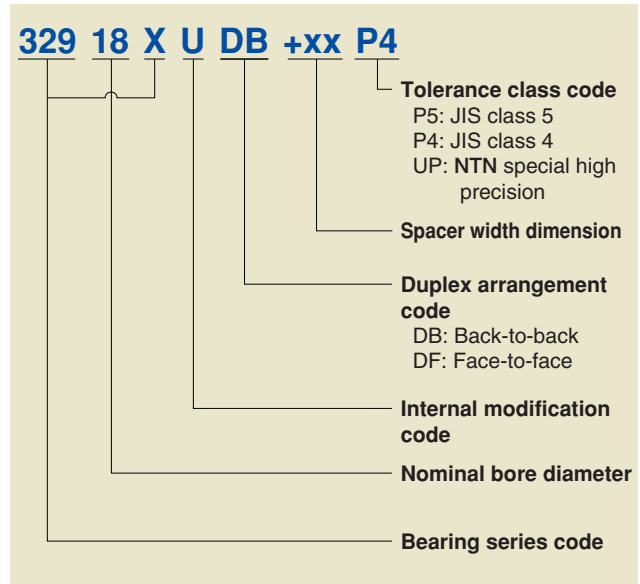 329 18 X U DB +xx P4
Tolerance class code
P5: JIS class 5
P4: JIS class 4
UP: NTN special high
precision
Spacer width dimension
Duplex arrangement
code
DB: Back-to-back
DF: Face-to-face
Internal modification
code
Nominal bore diameter
Bearing series code